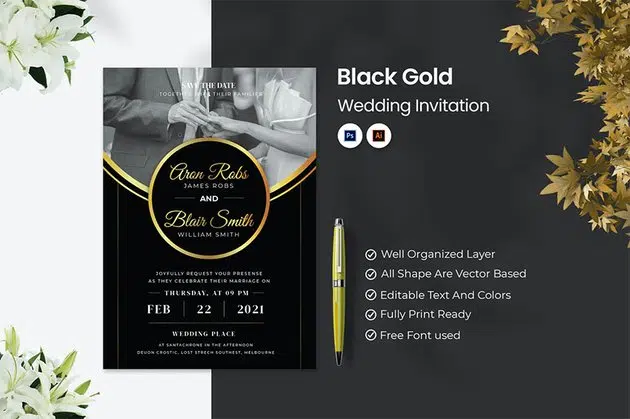 SAVE THE DATE
TOGETHER WITH THEIR FAMILIES
Aron Robs
JAMES ROBS
AND
Blair Smith
WILLIAM SMITH
JOYFULLY REQUEST YOUR PRESENSE
AS THEY CELEBRATE THEIR MARRIAGE ON
THURSDAY, AT 09 PM
FEB 22 2021
WEDDING PLACE
AT SANTACHRONE IN THE AFTERNOON
DEUON CROSTIC, LOST STRECH SOUTHEST, MELBOURNE
Black Gold
Wedding Invitation
Ps Ai
Well Organized Layer
All Shape Are Vector Based
Editable Text And Colors
Fully Print Ready
Free Font used